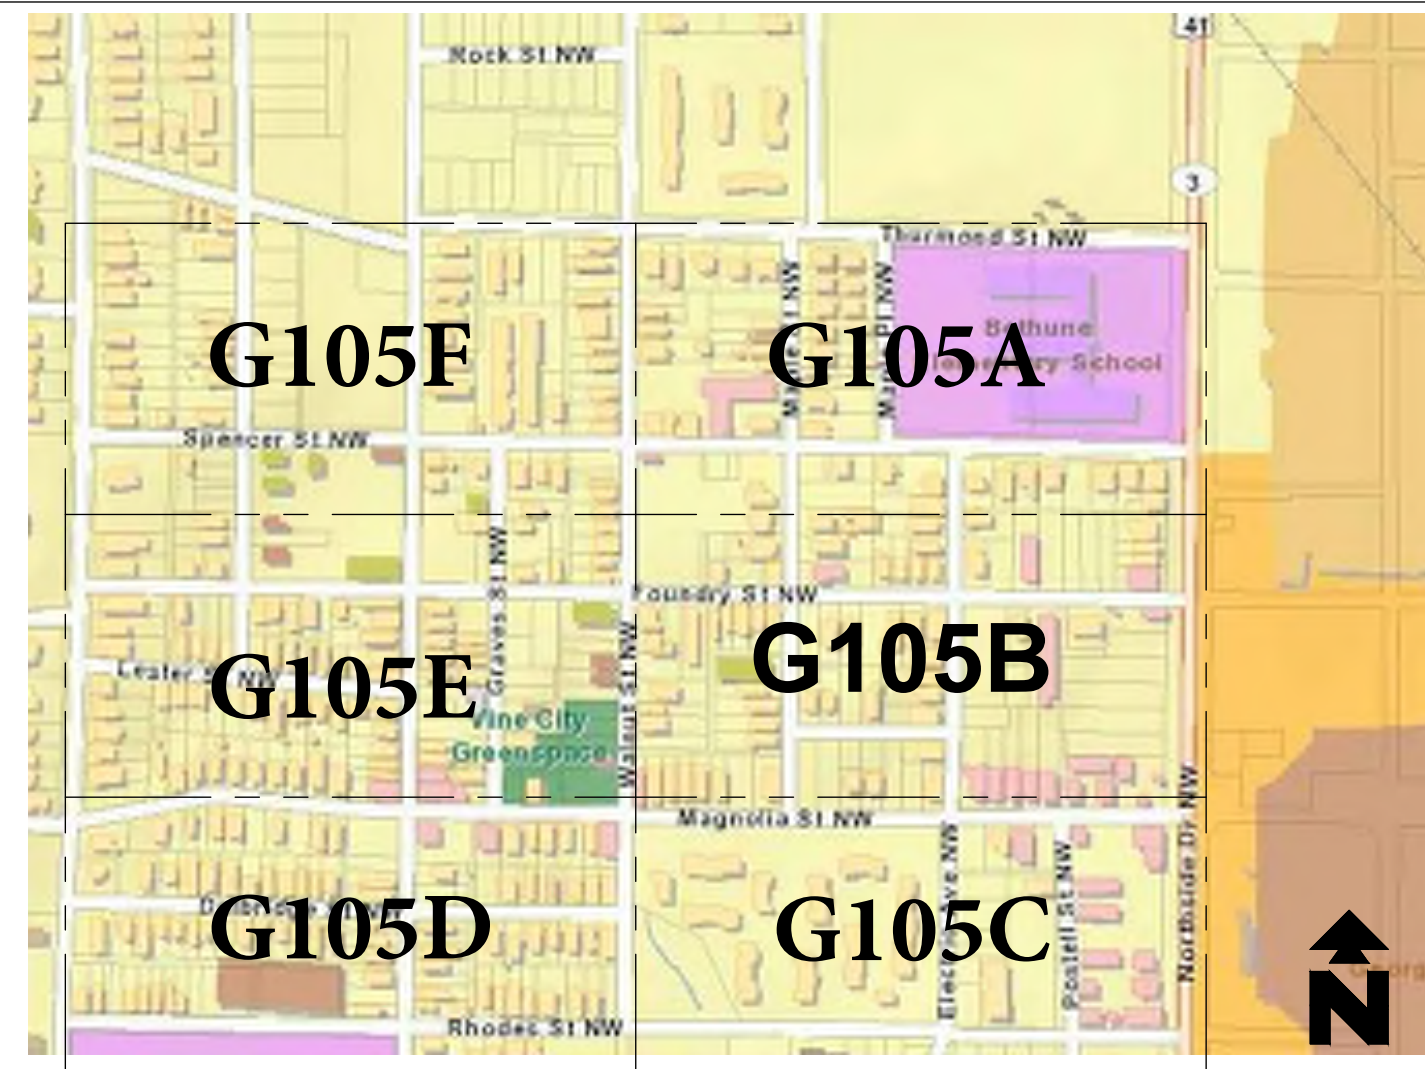 Rock St NW
41
3
Thurmond St NW
Bethune
Elementary School
G105F
G105A
Spencer St NW
Graves St NW
Foundry St NW
Walnut St NW
G105B
G105E
Vine City
Greenspace
Magnolia St NW
Northside Dr NW
Postell St NW
G105D
G105C
Rhodes St NW
N